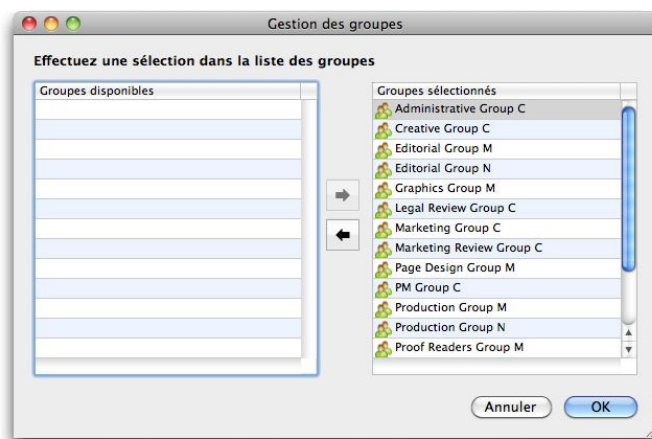 Gestion des groupes
Effectuez une sélection dans la liste des groupes
Groupes disponibles
Groupes sélectionnés
Administrative Group C
Creative Group C
Editorial Group M
Editorial Group N
Graphics Group M
Legal Review Group C
Marketing Group C
Marketing Review Group C
Page Design Group M
PM Group C
Production Group M
Production Group N
Proof Readers Group M
Annuler
OK